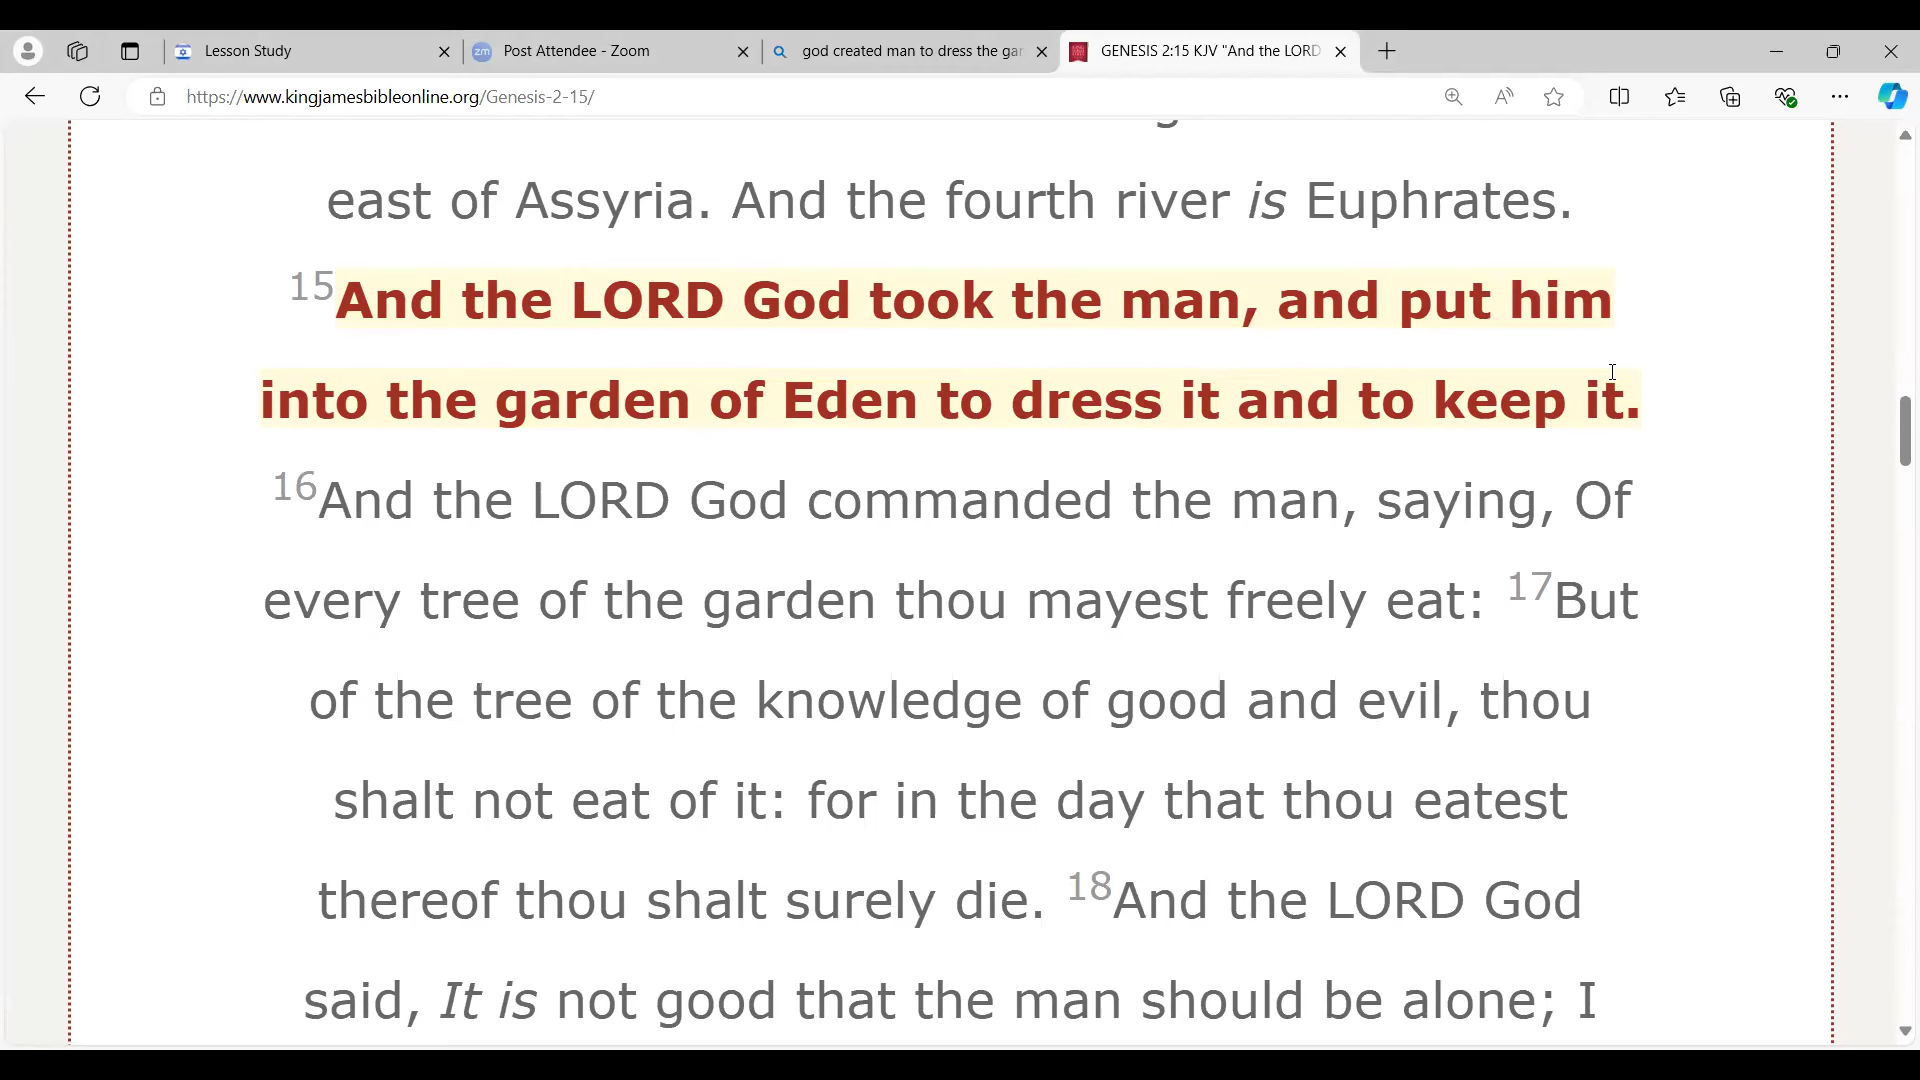 Lesson Study
Post Attendee - Zoom
god created man to dress the gar
GENESIS 2:15 KJV "And the LORD
https://www.kingjamesbibleonline.org/Genesis-2-15/
east of Assyria. And the fourth river is Euphrates.
15And the LORD God took the man, and put him
into the garden of Eden to dress it and to keep it.
16And the LORD God commanded the man, saying, Of
every tree of the garden thou mayest freely eat: 17But
of the tree of the knowledge of good and evil, thou
shalt not eat of it: for in the day that thou eatest
thereof thou shalt surely die. 18And the LORD God
said, It is not good that the man should be alone; I